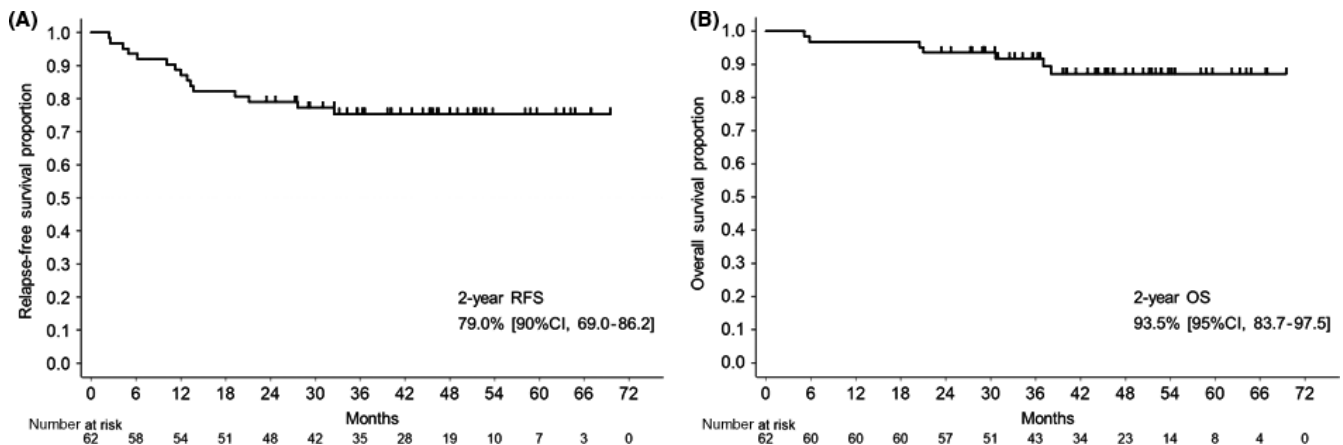 (A)
Relapse-free survival proportion
1.0
0.9
0.8
0.7
0.6
0.5
0.4
0.3
0.2
0.1
0.0
2-year RFS
79.0% [90%CI, 69.0-86.2]
0 6 12 18 24 30 36 42 48 54 60 66 72
Months
Number at risk
62 58 54 51 48 42 35 28 19 10 7 3 0
(B)
Overall survival proportion
1.0
0.9
0.8
0.7
0.6
0.5
0.4
0.3
0.2
0.1
0.0
2-year OS
93.5% [95%CI, 83.7-97.5]
0 6 12 18 24 30 36 42 48 54 60 66 72
Months
Number at risk
62 60 60 60 57 51 43 34 23 14 8 4 0